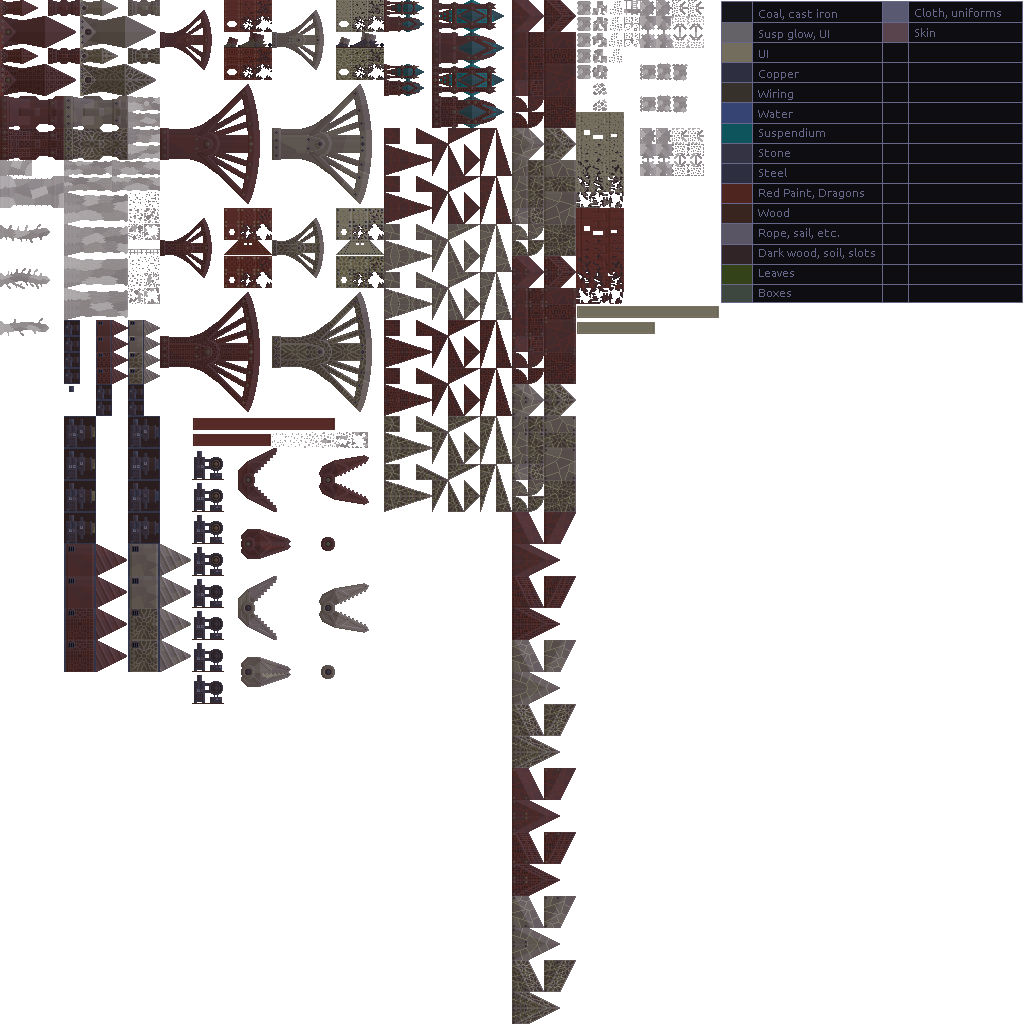 Coal, cast iron
Cloth, uniforms
Susp glow, UI
Skin
UI
Copper
Wiring
Water
Suspendium
Stone
Steel
Red Paint, Dragons
Wood
Rope, sail, etc.
Dark wood, soil, slots
Leaves
Boxes